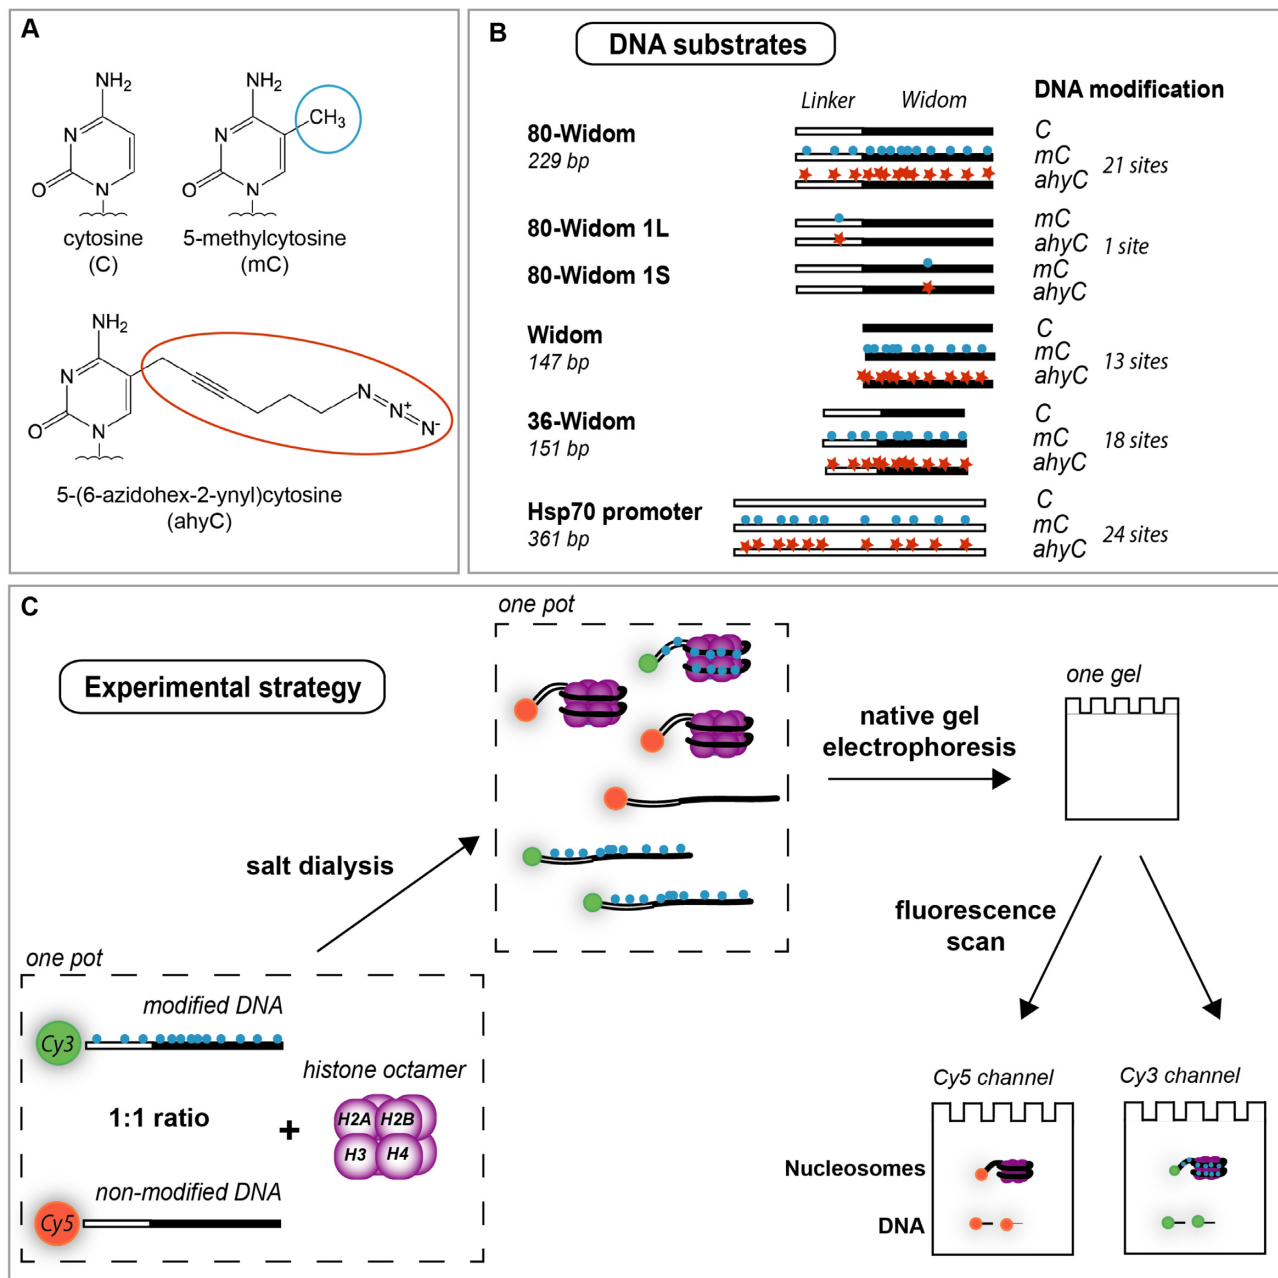 A
NH2
N
O
N
cytosine
(C)
NH2
CH3
N
O
N
5-methylcytosine
(mC)
NH2
N
O
N
N
N+
N-
5-(6-azidohex-2-ynyl)cytosine
(ahyC)
B
DNA substrates
Linker
Widom
DNA modification
80-Widom
229 bp
C
mC
ahyC
21 sites
80-Widom 1L
mC
ahyC
1 site
80-Widom 1S
mC
ahyC
Widom
147 bp
C
mC
ahyC
13 sites
36-Widom
151 bp
C
mC
ahyC
18 sites
Hsp70 promoter
361 bp
C
mC
ahyC
24 sites
C
Experimental strategy
one pot
modified DNA
Cy3
1:1 ratio
+
histone octamer
H2A H2B
H3 H4
non-modified DNA
Cy5
salt dialysis
one pot
native gel
electrophoresis
one gel
fluorescence
scan
Cy5 channel
Cy3 channel
Nucleosomes
DNA